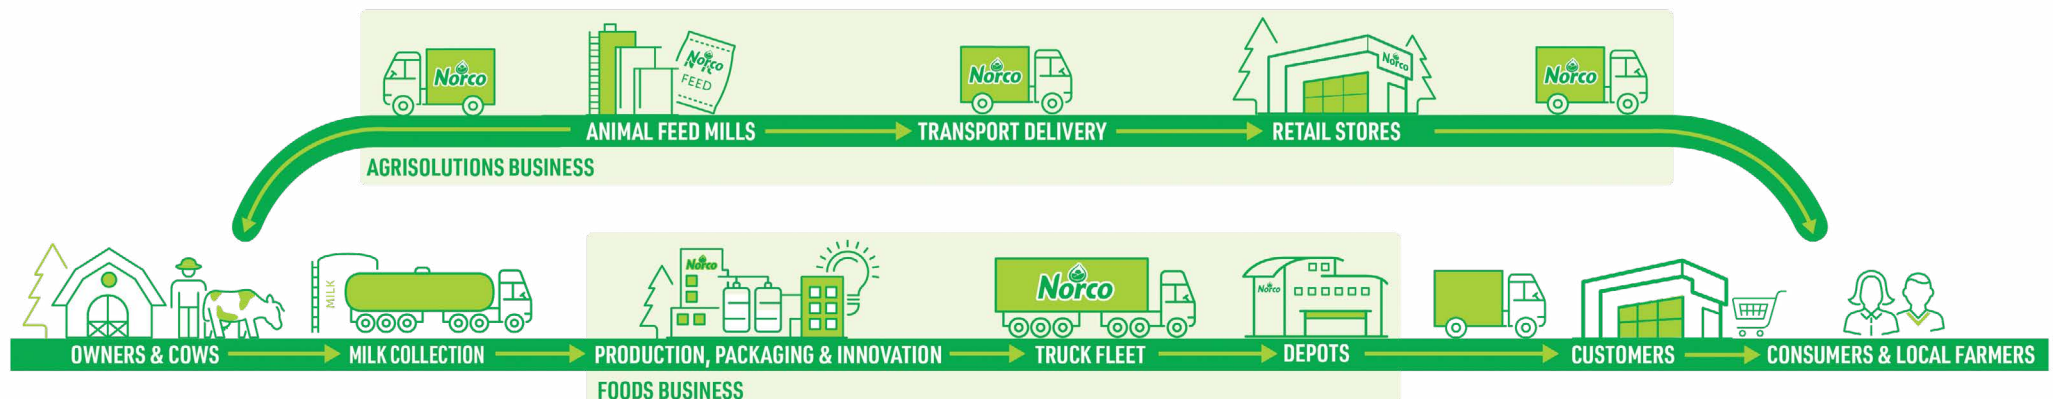 Norco
Norco
FEED
Norco
Norco
Norco
ANIMAL FEED MILLS
TRANSPORT DELIVERY
RETAIL STORES
AGRISOLUTIONS BUSINESS
MILK
Norco
Norco
Norco
OWNERS & COWS
MILK COLLECTION
PRODUCTION, PACKAGING & INNOVATION
TRUCK FLEET
DEPOTS
CUSTOMERS
CONSUMERS & LOCAL FARMERS
FOODS BUSINESS